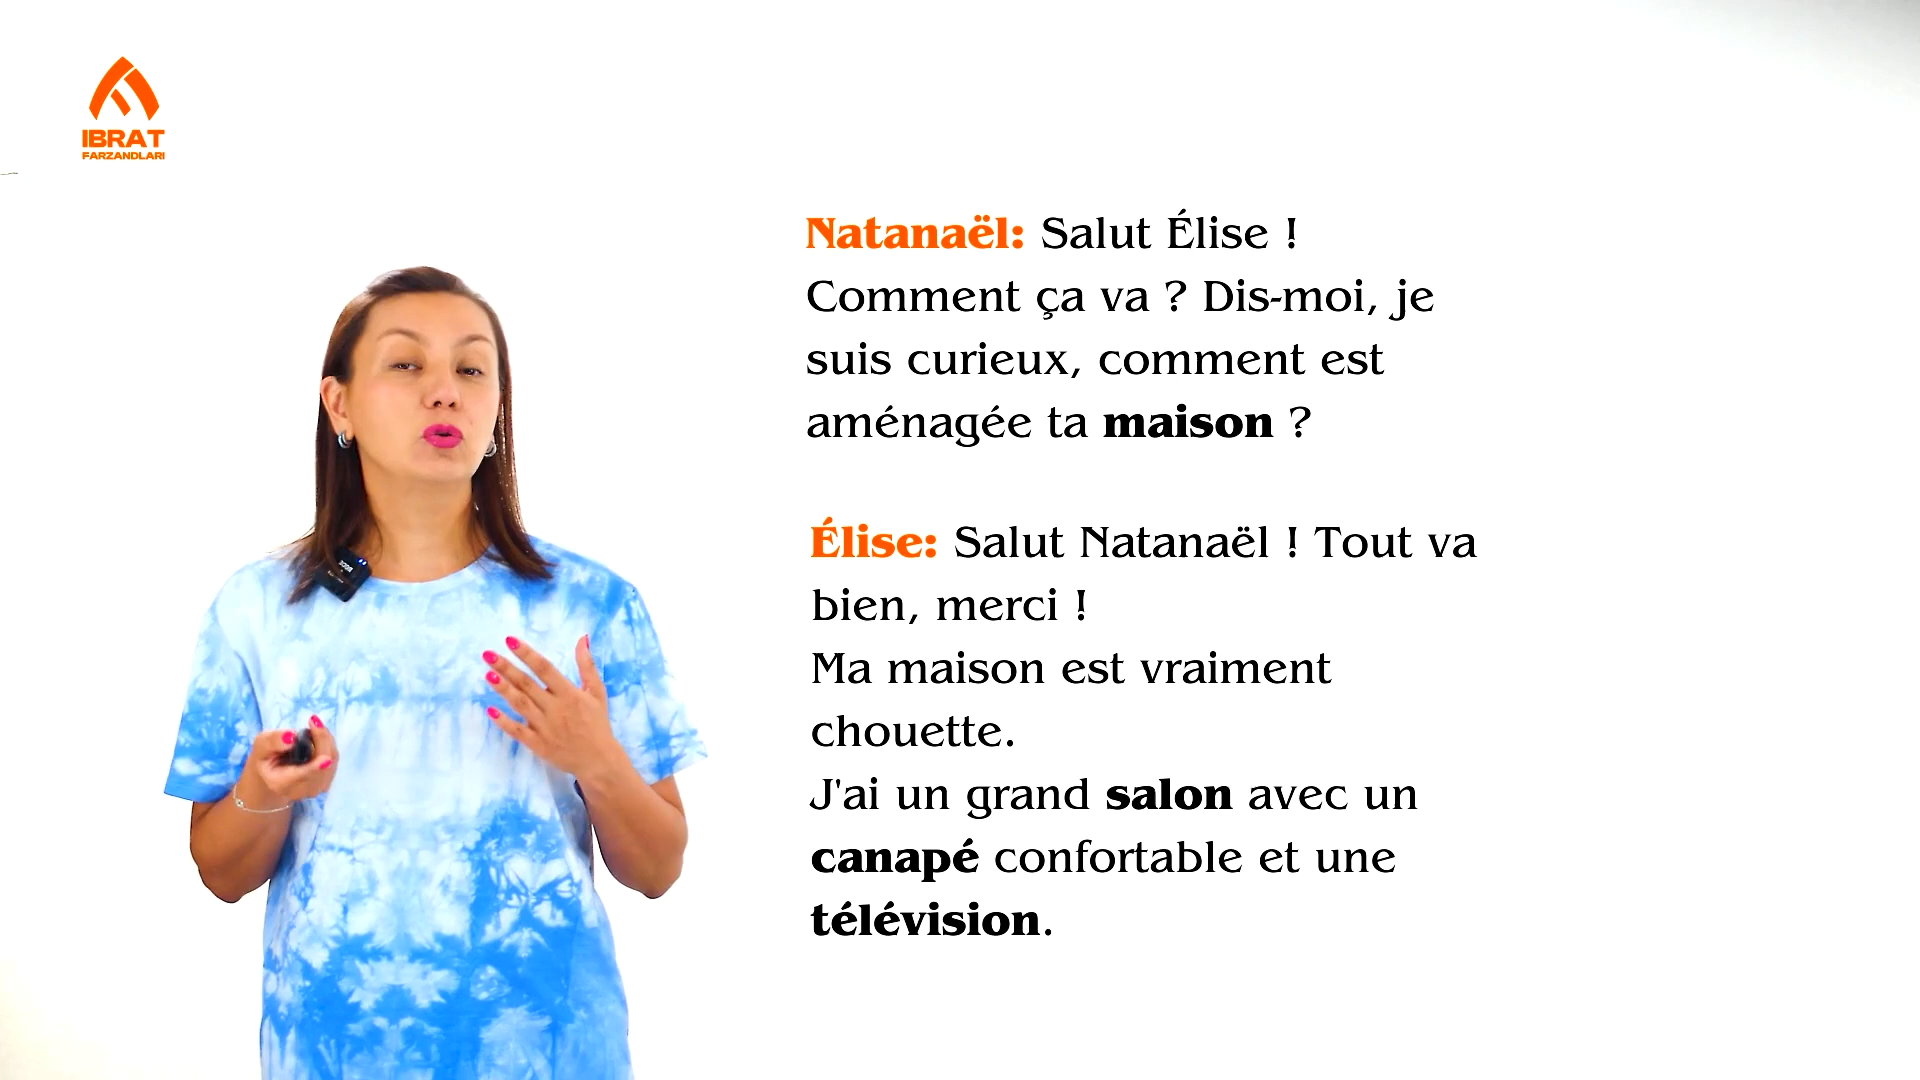 IBRAT
FARZANDLARI
Natanaël: Salut Élise !
Comment ça va ? Dis-moi, je
suis curieux, comment est
aménagée ta maison ?
Élise: Salut Natanaël ! Tout va
bien, merci !
Ma maison est vraiment
chouette.
J'ai un grand salon avec un
canapé confortable et une
télévision.